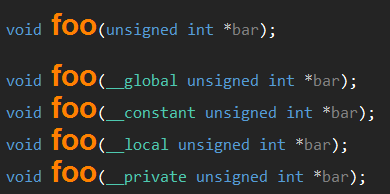 void foo(unsigned int *bar);
void foo(__global unsigned int *bar);
void foo(__constant unsigned int *bar);
void foo(__local unsigned int *bar);
void foo(__private unsigned int *bar);